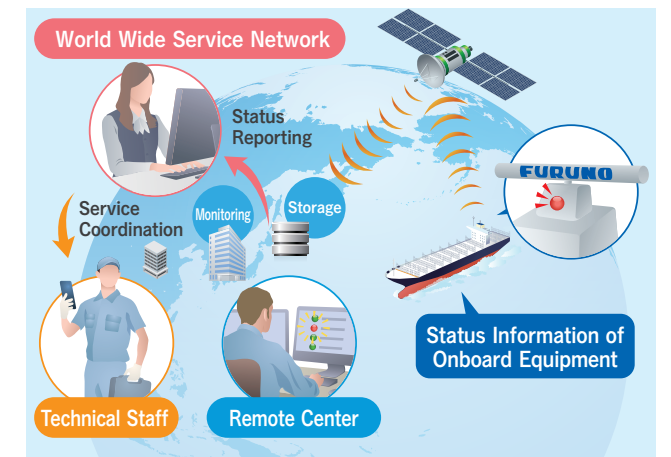 World Wide Service Network
Status
Reporting
FURUNO
Service
Coordination
Monitoring
Storage
Status Information of
Onboard Equipment
Technical Staff
Remote Center